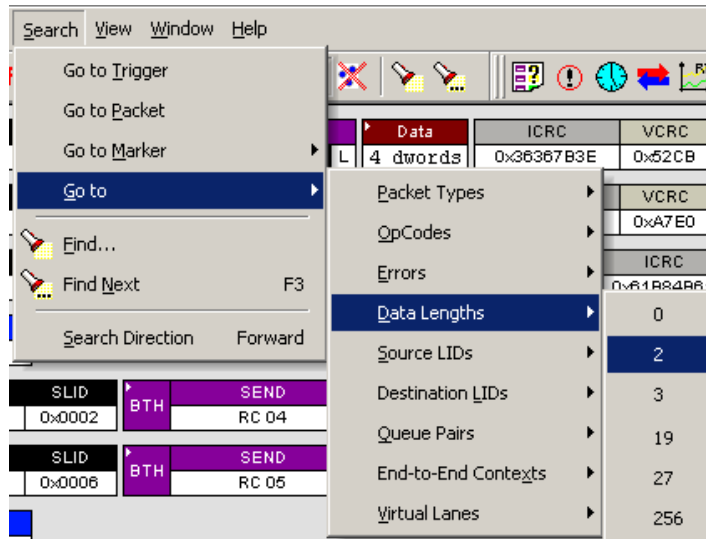 Search View Window Help
Go to Trigger
Go to Packet
Go to Marker
Go to
Find...
Find Next F3
Search Direction Forward
Data ICRC VCRC
L 4 dwords 0x36367B3E 0x52CB
VCRC
0xA7E0
ICRC
0x61B84B6
Packet Types
OpCodes
Errors
Data Lengths
Source LIDs
Destination LIDs
Queue Pairs
End-to-End Contexts
Virtual Lanes
0
2
3
19
27
256
SLID BTH SEND
0x0002 RC 04
SLID BTH SEND
0x0006 RC 05